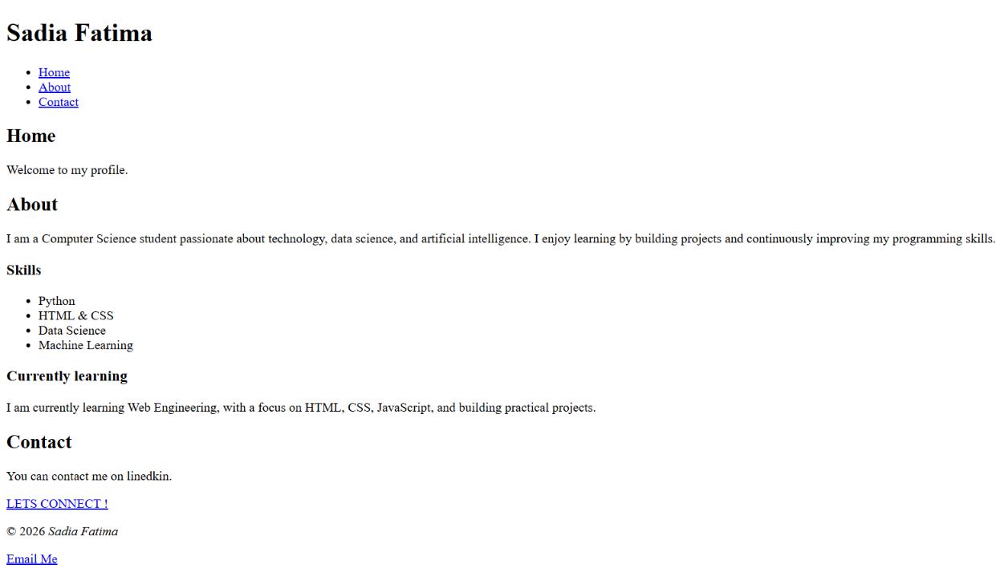 Sadia Fatima
Home
About
Contact
Home
Welcome to my profile.
About
I am a Computer Science student passionate about technology, data science, and artificial intelligence. I enjoy learning by building projects and continuously improving my programming skills.
Skills
Python
HTML & CSS
Data Science
Machine Learning
Currently learning
I am currently learning Web Engineering, with a focus on HTML, CSS, JavaScript, and building practical projects.
Contact
You can contact me on linedkin.
LETS CONNECT !
© 2026 Sadia Fatima
Email Me